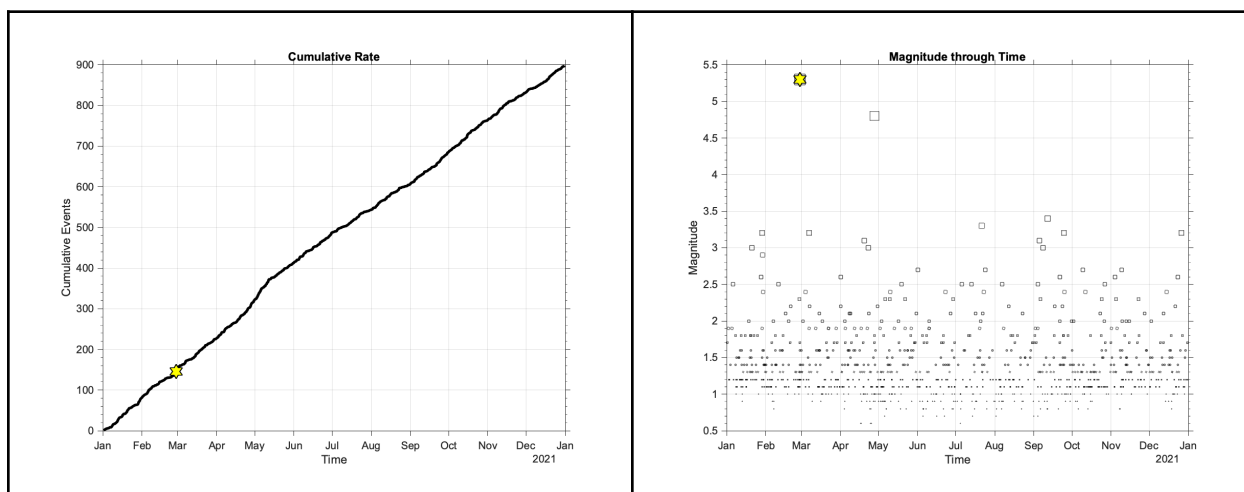 Cumulative Rate
900
800
700
600
500
400
300
200
100
0
Cumulative Events
Jan Feb Mar Apr May Jun Jul Aug Sep Oct Nov Dec Jan
Time
2021
Magnitude through Time
5.5
5
4.5
4
3.5
3
2.5
2
1.5
1
0.5
Magnitude
Jan Feb Mar Apr May Jun Jul Aug Sep Oct Nov Dec Jan
Time
2021